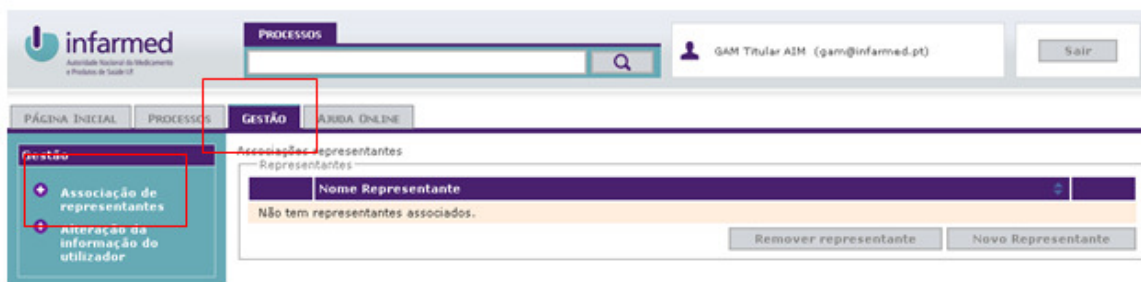 infarmed
Autoridade Nacional do Medicamento
e Produtos de Saúde I.P.
PROCESSOS
GAM Titular AIM (gam@infarmed.pt)
Sair
PÁGINA INICIAL
PROCESSOS
GESTÃO
AJUDA ONLINE
Gestão
Associação de
representantes
Alteração da
informação do
utilizador
Associações representantes
Representantes
Nome Representante
Não tem representantes associados.
Remover representante
Novo Representante